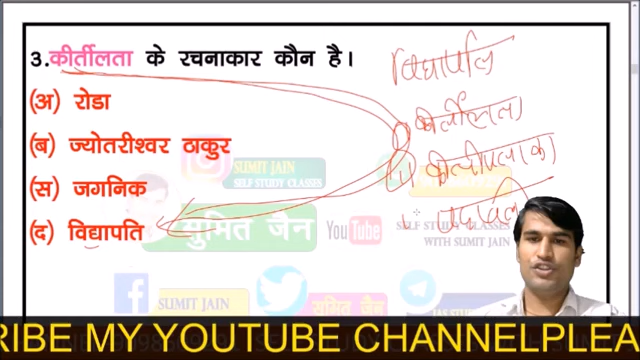 3. कीर्तीलता के रचनाकार कौन है।
(अ) रोडा
(ब) ज्योतरीश्वर ठाकुर
(स) जगनिक
(द) विद्यापति
विद्यापति
कीर्तीलता
कीर्तीपताका
पदावली
SUMIT JAIN
SELF STUDY CLASSES
सुमित जैन
YouTube
SELF STUDY CLASSES
WITH SUMIT JAIN
SUMIT JAIN
सुमित जैन
RIBE MY YOUTUBE CHANNELPLEA